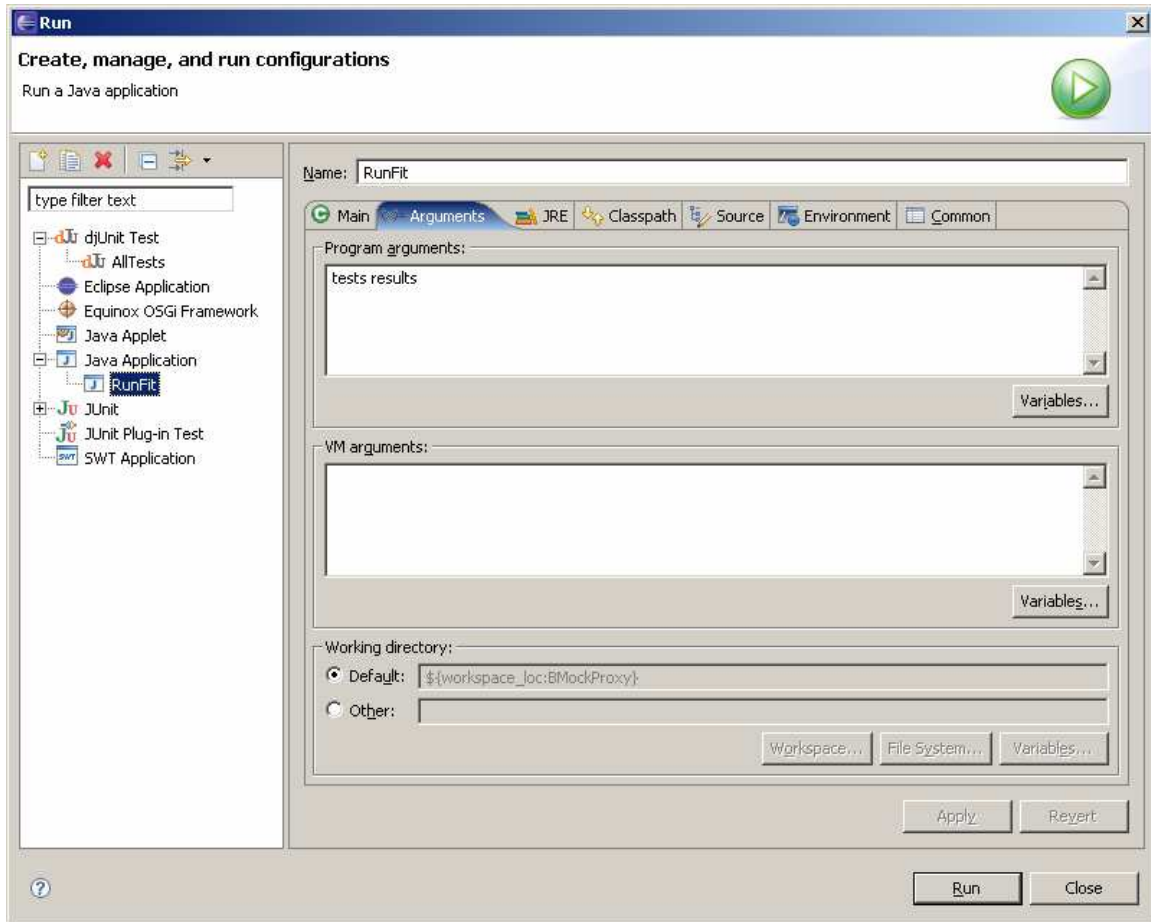 Run
Create, manage, and run configurations
Run a Java application
type filter text
djUnit Test
AllTests
Eclipse Application
Equinox OSGi Framework
Java Applet
Java Application
RunFit
JUnit
JUnit Plug-in Test
SWT Application
Name: RunFit
Main Arguments JRE Classpath Source Environment Common
Program arguments:
tests results
Variables...
VM arguments:
Variables...
Working directory:
Default: ${workspace_loc:BMockProxy}
Other:
Workspace... File System... Variables...
Apply Revert
Run Close